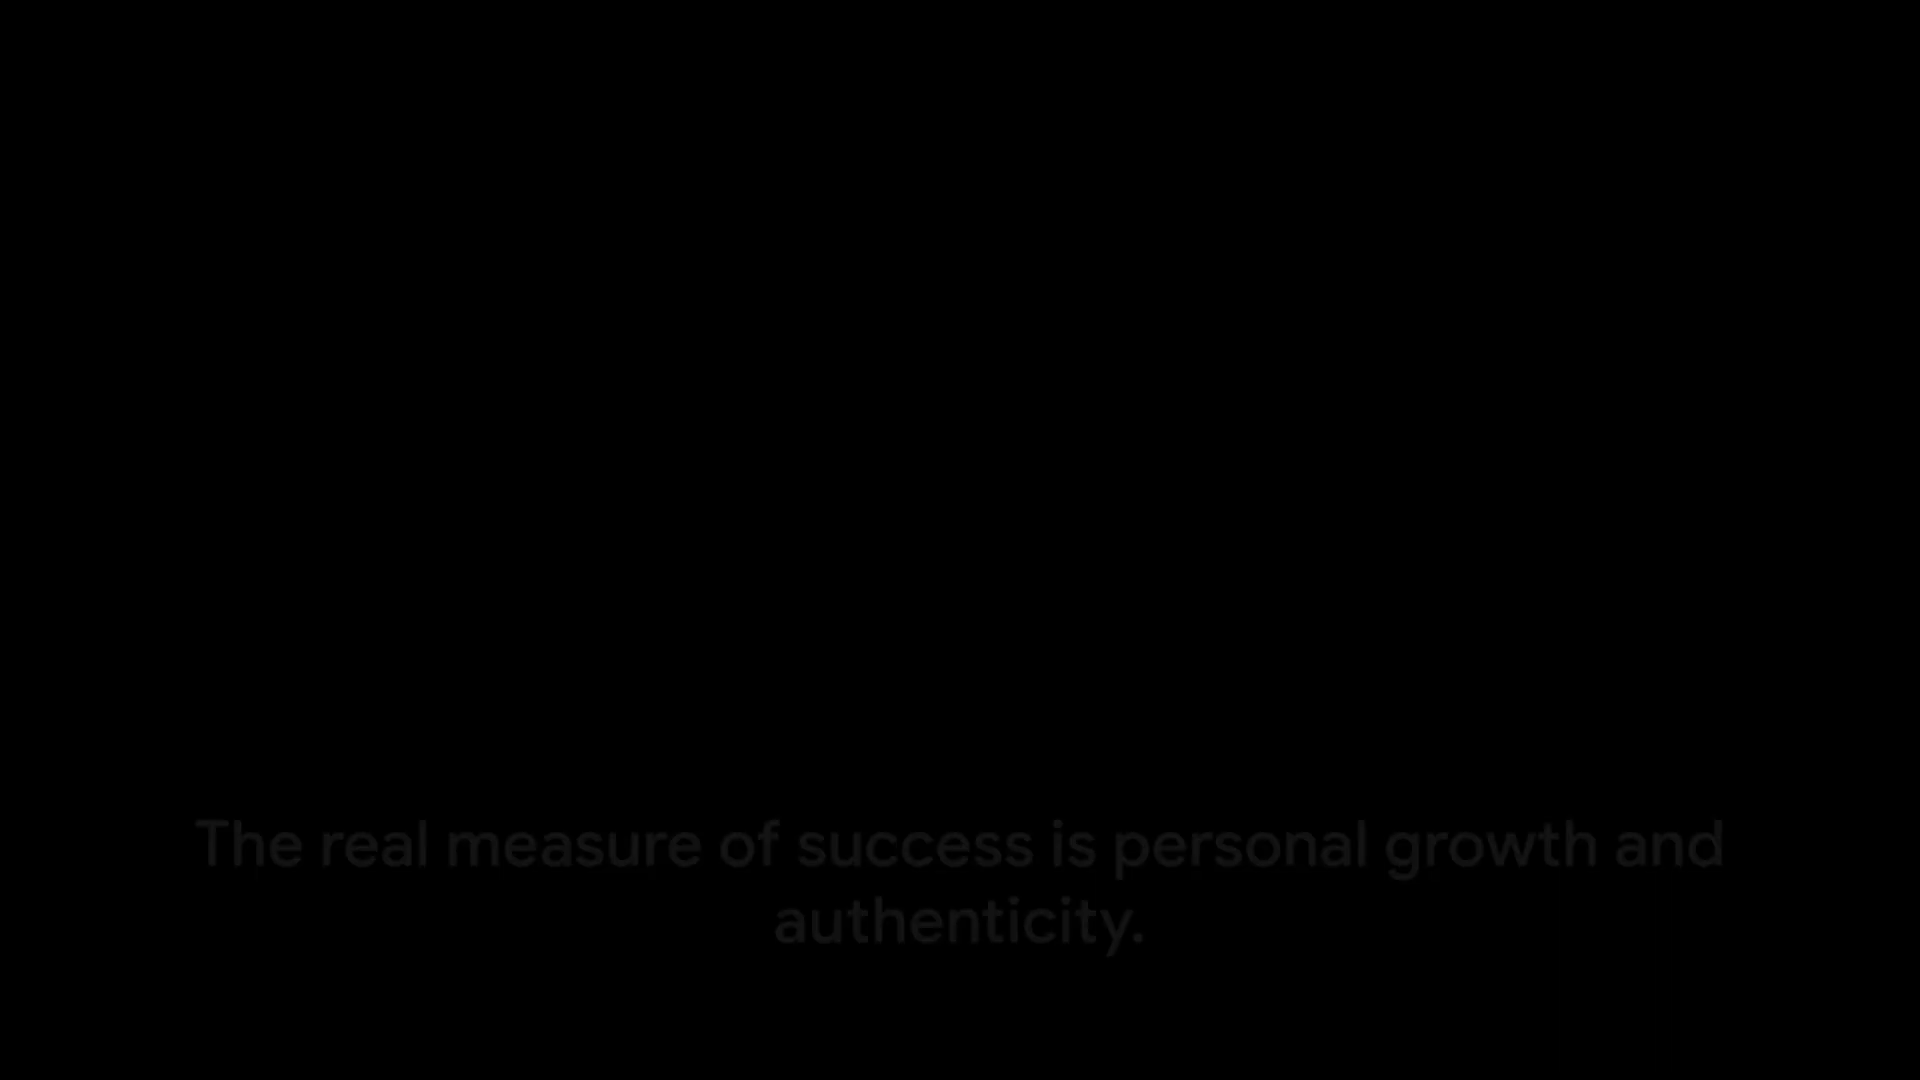 The real measure of success is personal growth and
authenticity.